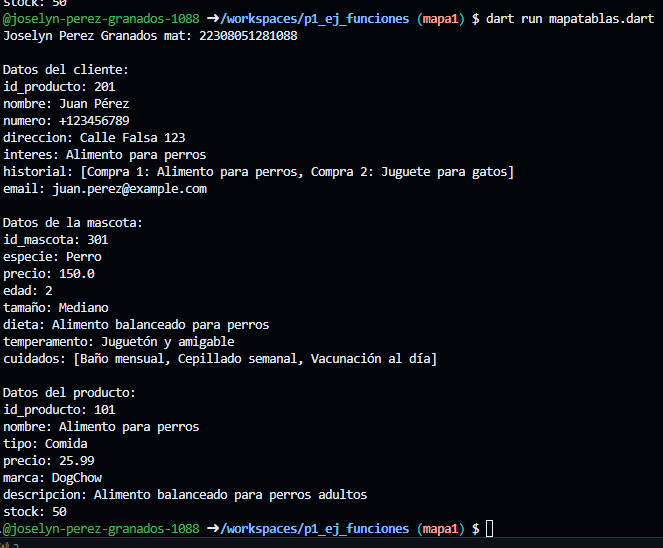 stock: 50
@joselyn-perez-granados-1088 ➜/workspaces/p1_ej_funciones (mapa1) $ dart run mapatablas.dart
Joselyn Perez Granados mat: 22308051281088

Datos del cliente:
id_producto: 201
nombre: Juan Pérez
numero: +123456789
direccion: Calle Falsa 123
interes: Alimento para perros
historial: [Compra 1: Alimento para perros, Compra 2: Juguete para gatos]
email: juan.perez@example.com

Datos de la mascota:
id_mascota: 301
especie: Perro
precio: 150.0
edad: 2
tamaño: Mediano
dieta: Alimento balanceado para perros
temperamento: Juguetón y amigable
cuidados: [Baño mensual, Cepillado semanal, Vacunación al día]

Datos del producto:
id_producto: 101
nombre: Alimento para perros
tipo: Comida
precio: 25.99
marca: DogChow
descripcion: Alimento balanceado para perros adultos
stock: 50
@joselyn-perez-granados-1088 ➜/workspaces/p1_ej_funciones (mapa1) $